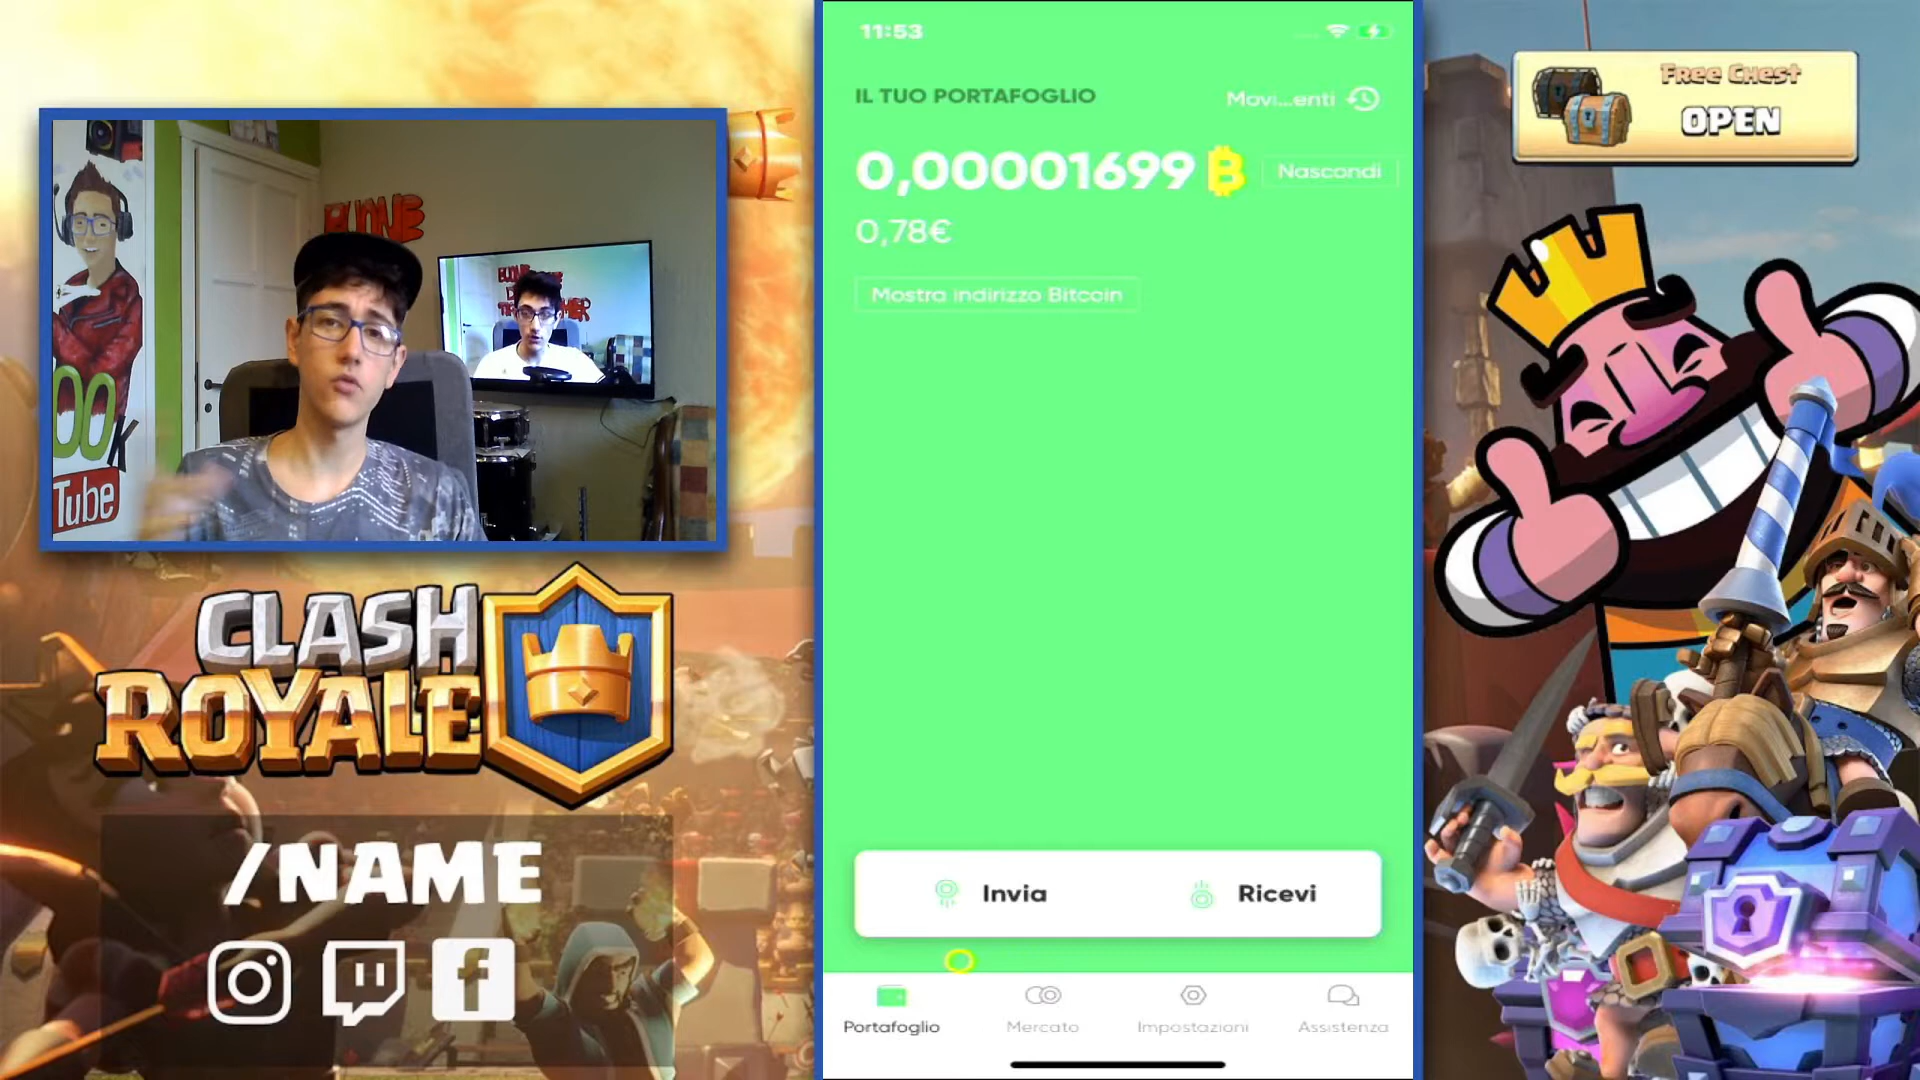 11:53
IL TUO PORTAFOGLIO
Movi...enti
0,00001699
Nascondi
0,78€
Mostra indirizzo Bitcoin
Invia
Ricevi
Portafoglio
Mercato
Impostazioni
Assistenza
Free Chest
OPEN
00K
Tube
CLASH
ROYALE
/NAME